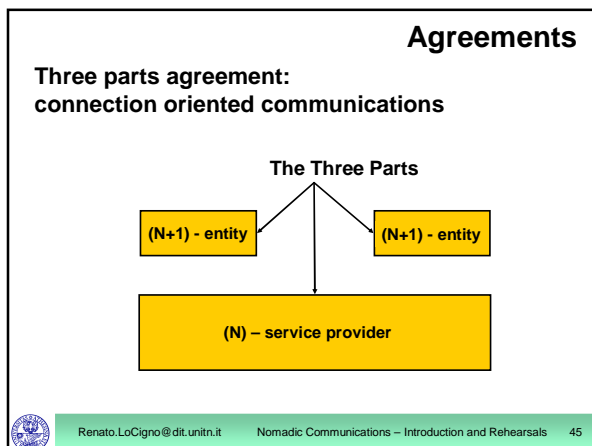 Agreements
Three parts agreement:
connection oriented communications
The Three Parts
(N+1) - entity
(N+1) - entity
(N) – service provider
Renato.LoCigno@dit.unitn.it Nomadic Communications – Introduction and Rehearsals 45